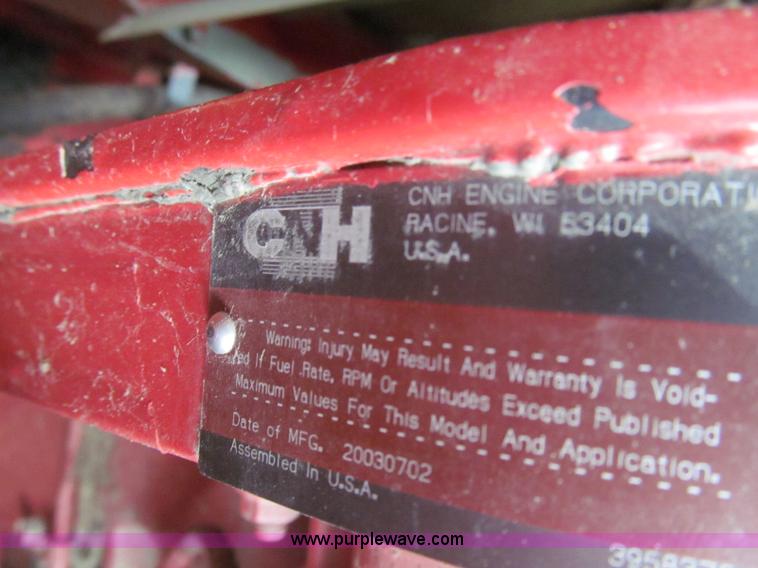 CNH
CNH ENGINE CORPORATI
RACINE, WI 53404
U.S.A.
Warning: Injury May Result And Warranty Is Void-
ed If Fuel Rate, RPM Or Altitudes Exceed Published
Maximum Values For This Model And Application.
Date of MFG. 20030702
Assembled In U.S.A.
www.purplewave.com